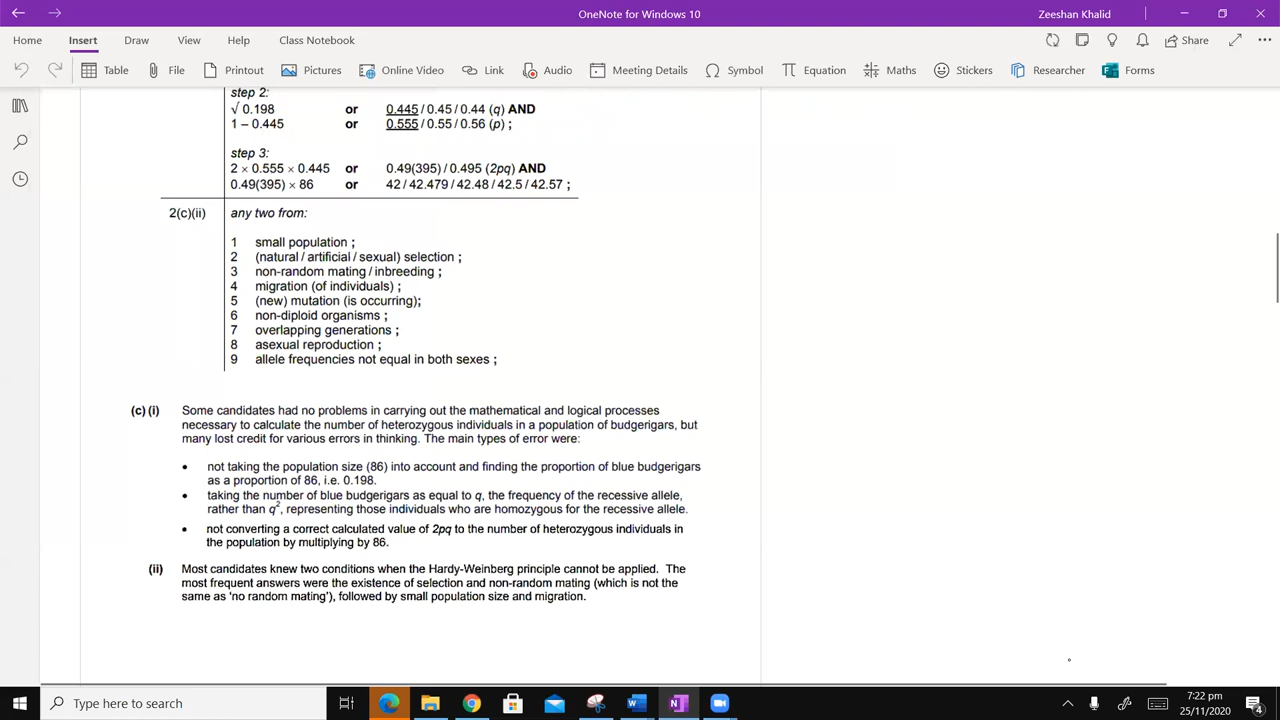 OneNote for Windows 10
Zeeshan Khalid
Home Insert Draw View Help Class Notebook
Share
Table File Printout Pictures Online Video Link Audio Meeting Details Symbol Equation Maths Stickers Researcher Forms
step 2:
√ 0.198 or 0.445 / 0.45 / 0.44 (q) AND
1 – 0.445 or 0.555 / 0.55 / 0.56 (p) ;
step 3:
2 × 0.555 × 0.445 or 0.49(395) / 0.495 (2pq) AND
0.49(395) × 86 or 42 / 42.479 / 42.48 / 42.5 / 42.57 ;
2(c)(ii) any two from:
1 small population ;
2 (natural / artificial / sexual) selection ;
3 non-random mating / inbreeding ;
4 migration (of individuals) ;
5 (new) mutation (is occurring);
6 non-diploid organisms ;
7 overlapping generations ;
8 asexual reproduction ;
9 allele frequencies not equal in both sexes ;
(c) (i) Some candidates had no problems in carrying out the mathematical and logical processes
necessary to calculate the number of heterozygous individuals in a population of budgerigars, but
many lost credit for various errors in thinking. The main types of error were:
• not taking the population size (86) into account and finding the proportion of blue budgerigars
as a proportion of 86, i.e. 0.198.
• taking the number of blue budgerigars as equal to q, the frequency of the recessive allele,
rather than q², representing those individuals who are homozygous for the recessive allele.
• not converting a correct calculated value of 2pq to the number of heterozygous individuals in
the population by multiplying by 86.
(ii) Most candidates knew two conditions when the Hardy-Weinberg principle cannot be applied. The
most frequent answers were the existence of selection and non-random mating (which is not the
same as 'no random mating'), followed by small population size and migration.
Type here to search
7:22 pm
25/11/2020
4